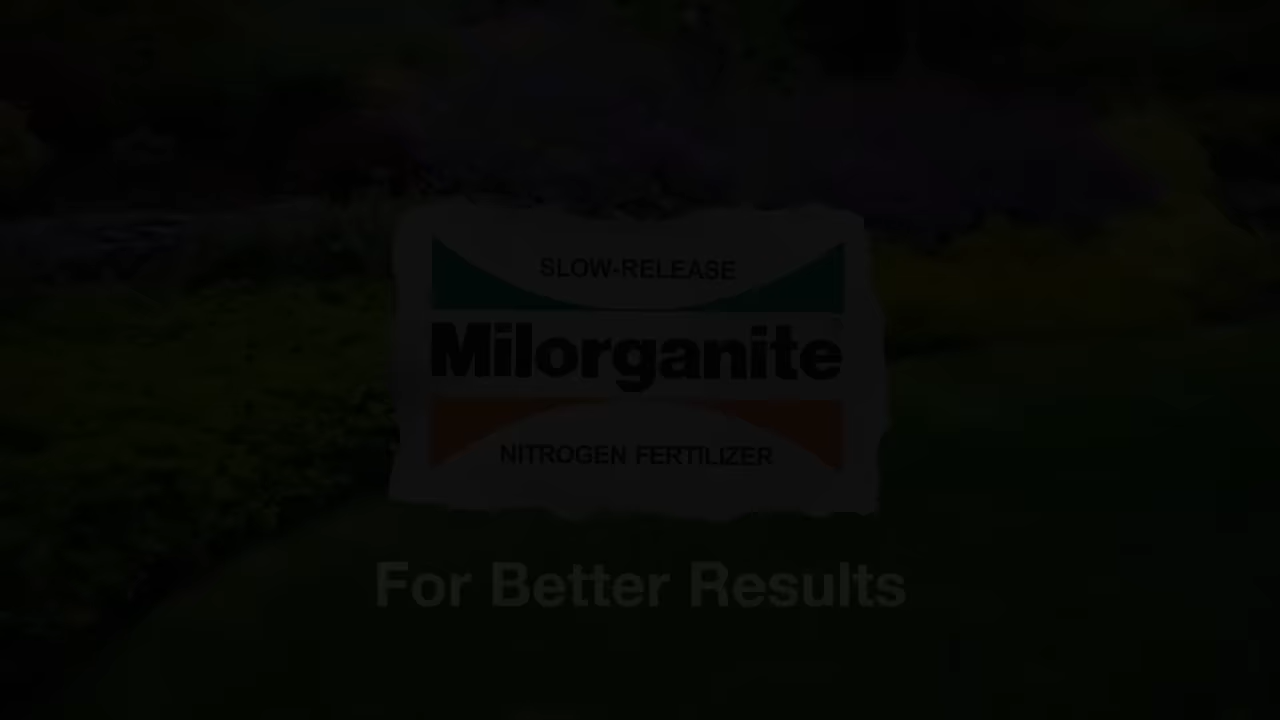 SLOW-RELEASE
Milorganite
NITROGEN FERTILIZER
For Better Results